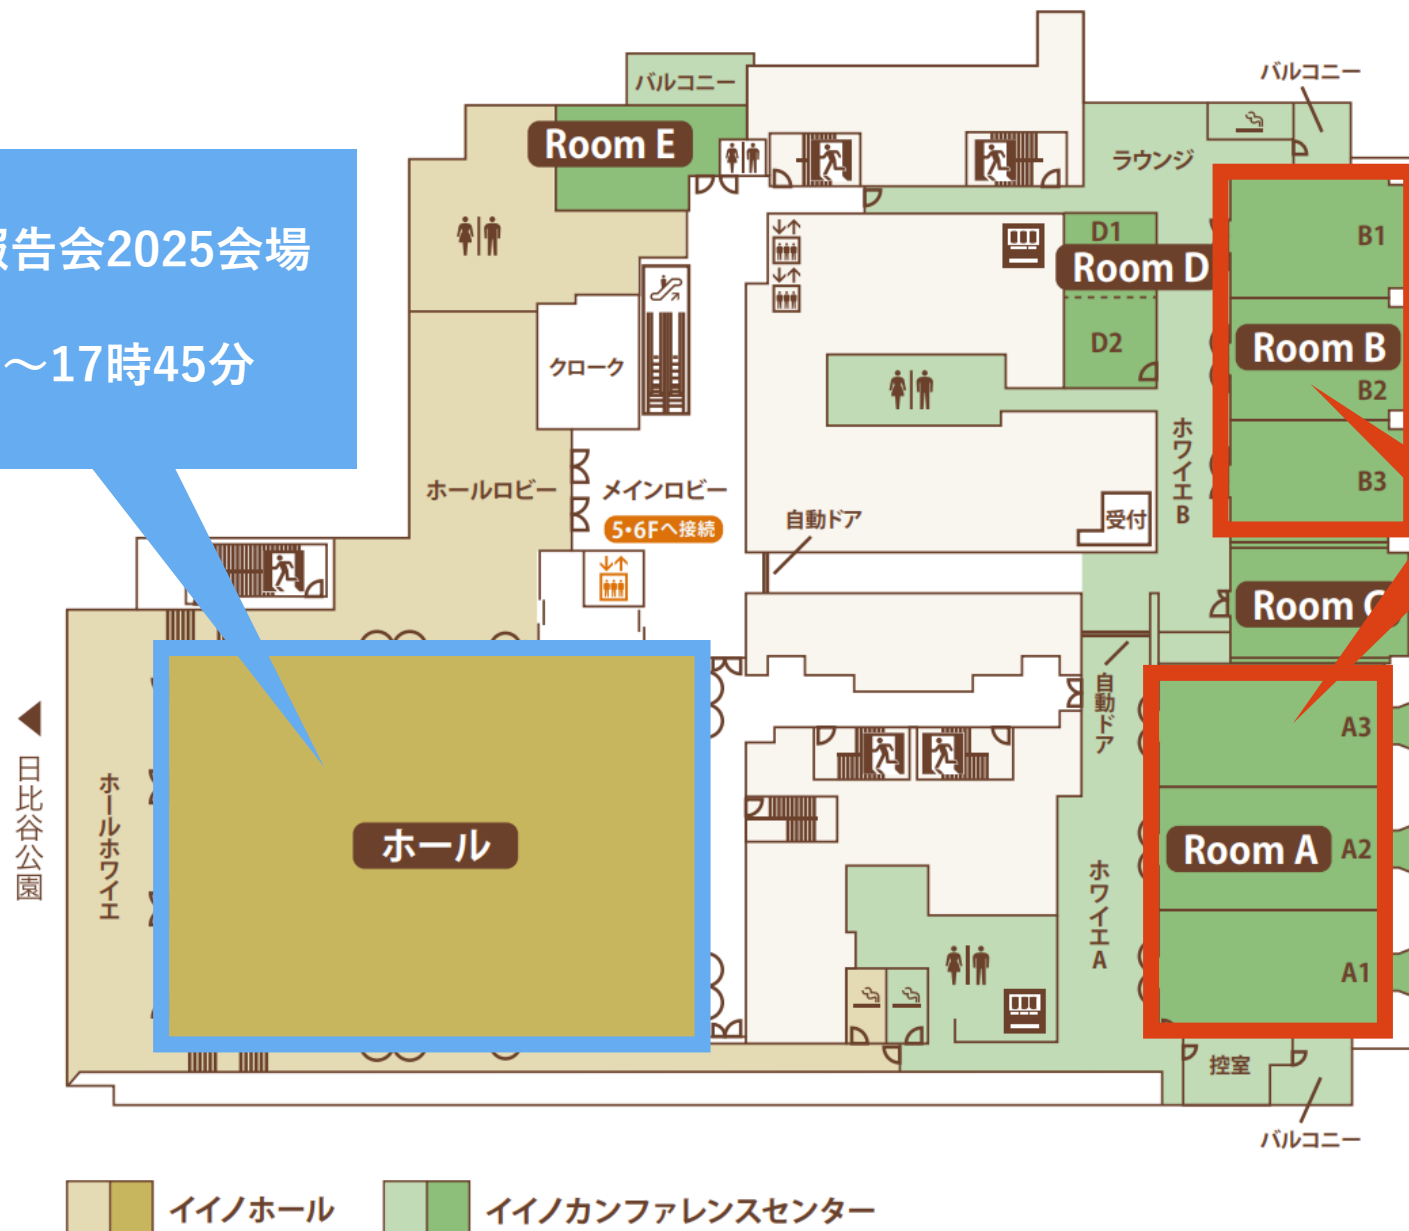 バルコニー
バルコニー
Room E
ラウンジ
報告会2025会場
～17時45分
D1
Room D
D2
B1
Room B
B2
B3
クローク
ホワイエB
ホールロビー
メインロビー
5・6Fへ接続
自動ドア
受付
Room C
自動ドア
A3
日比谷公園
ホールホワイエ
ホール
ホワイエA
Room A
A2
A1
控室
バルコニー
イイノホール
イイノカンファレンスセンター